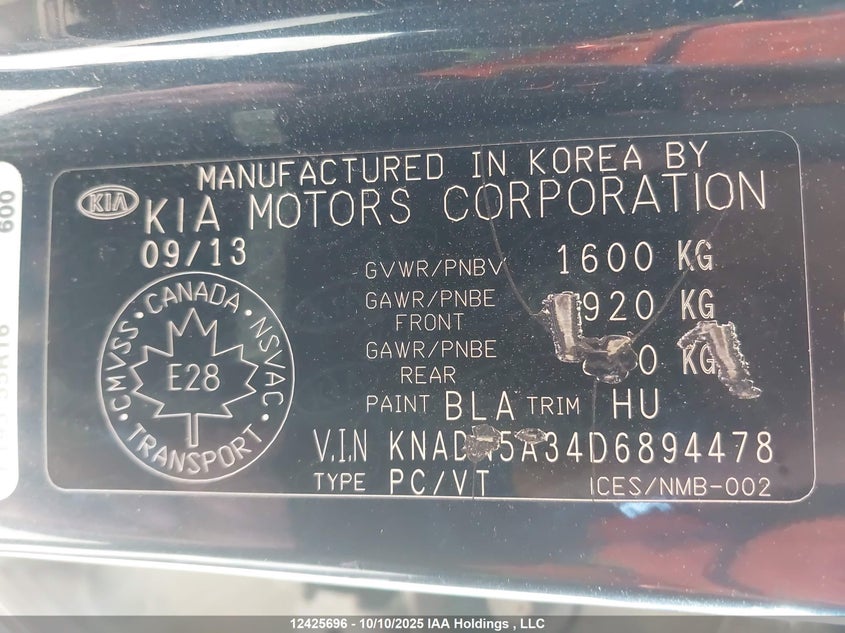 MANUFACTURED IN KOREA BY
KIA
KIA MOTORS CORPORATION
09/13
GVWR/PNBV 1600 KG
GAWR/PNBE FRONT 920 KG
GAWR/PNBE REAR KG
PAINT BLA TRIM HU
V.I.N
TYPE PC/VT ICES/NMB-002
CMVSS · CANADA · NSVAC · TRANSPORT
E28
600
12425696 - 10/10/2025 IAA Holdings , LLC